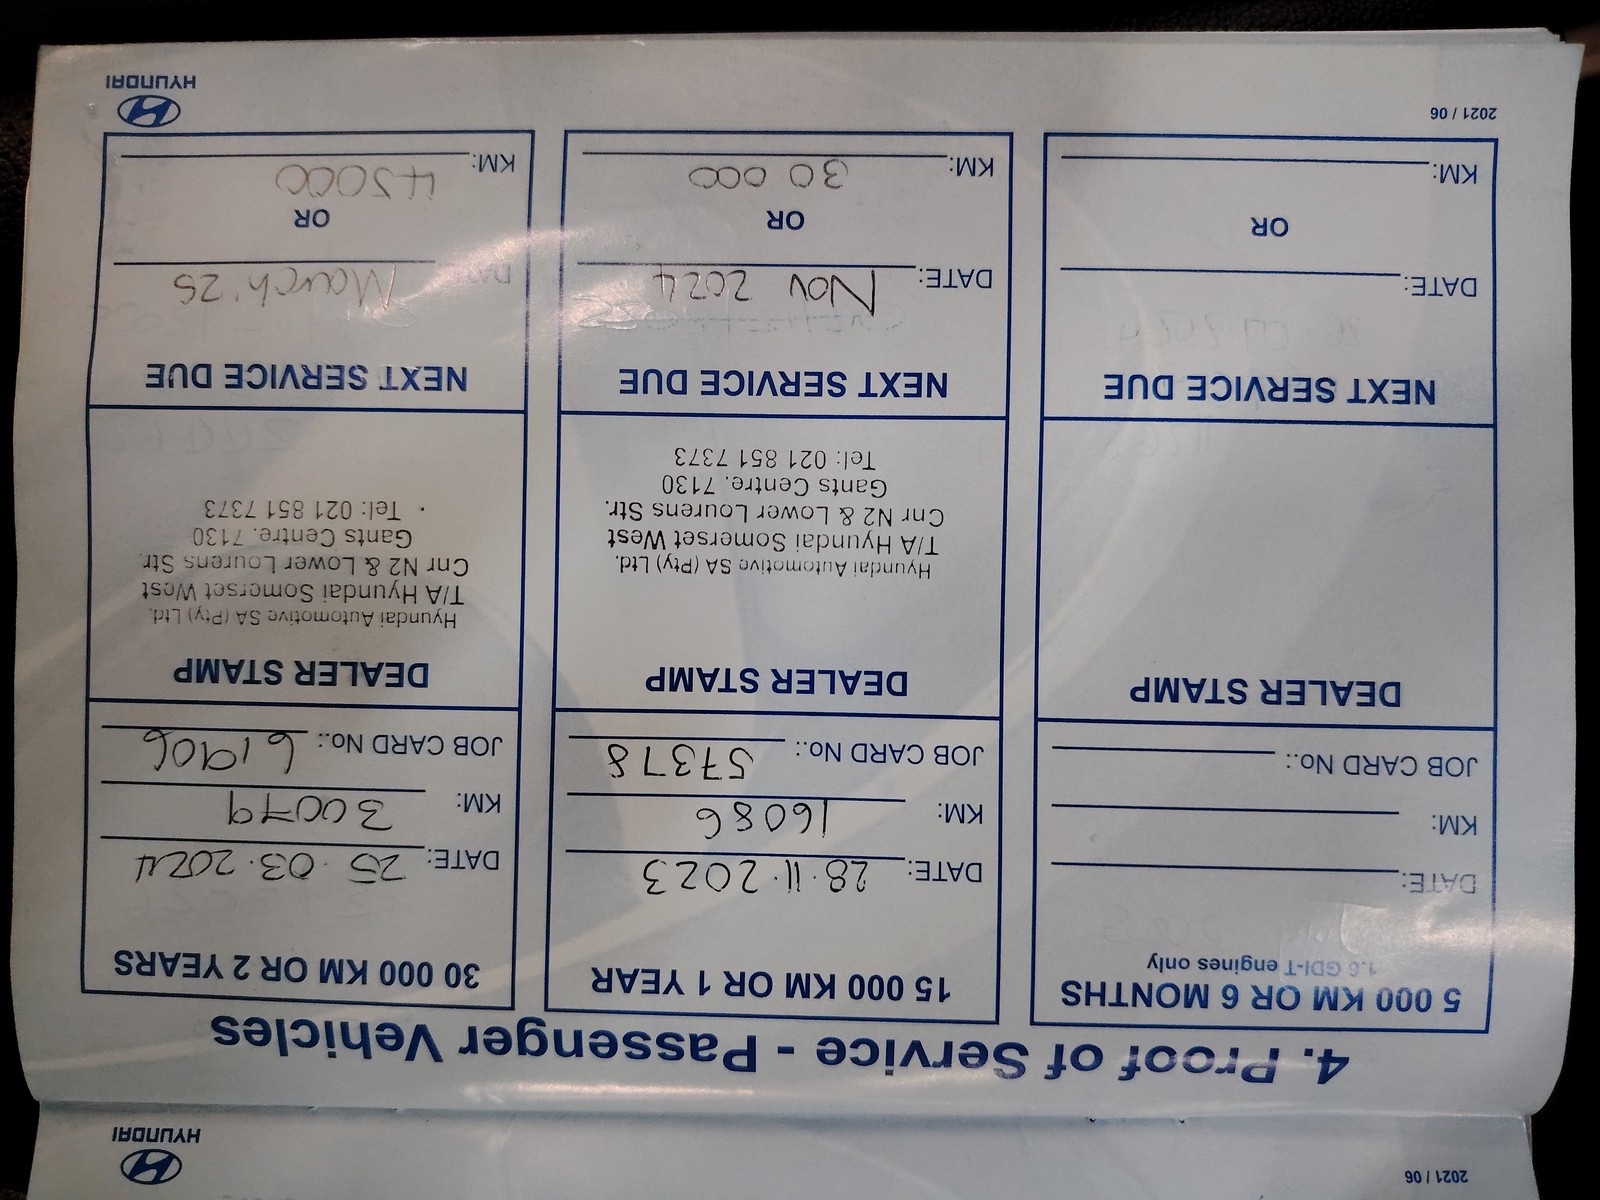 4. Proof of Service - Passenger Vehicles
5 000 KM OR 6 MONTHS
1.6 GDI-T engines only
DATE:
KM:
JOB CARD No.:
DEALER STAMP
NEXT SERVICE DUE
DATE:
OR
KM:
15 000 KM OR 1 YEAR
DATE: 28.11.2023
KM: 16086
JOB CARD No.: 57378
DEALER STAMP
Hyundai Automotive SA (Pty) Ltd.
T/A Hyundai Somerset West
Cnr N2 & Lower Lourens Str.
Gants Centre. 7130
Tel: 021 851 7373
NEXT SERVICE DUE
DATE: Nov 2024
OR
KM: 30 000
30 000 KM OR 2 YEARS
DATE: 25.03.2024
KM: 30079
JOB CARD No.: 61906
DEALER STAMP
Hyundai Automotive SA (Pty) Ltd.
T/A Hyundai Somerset West
Cnr N2 & Lower Lourens Str.
Gants Centre. 7130
Tel: 021 851 7373
NEXT SERVICE DUE
DATE: March '25
OR
KM: 45000
2021 / 06
HYUNDAI
2021 / 06
HYUNDAI